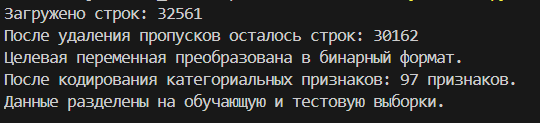 Загружено строк: 32561
После удаления пропусков осталось строк: 30162
Целевая переменная преобразована в бинарный формат.
После кодирования категориальных признаков: 97 признаков.
Данные разделены на обучающую и тестовую выборки.